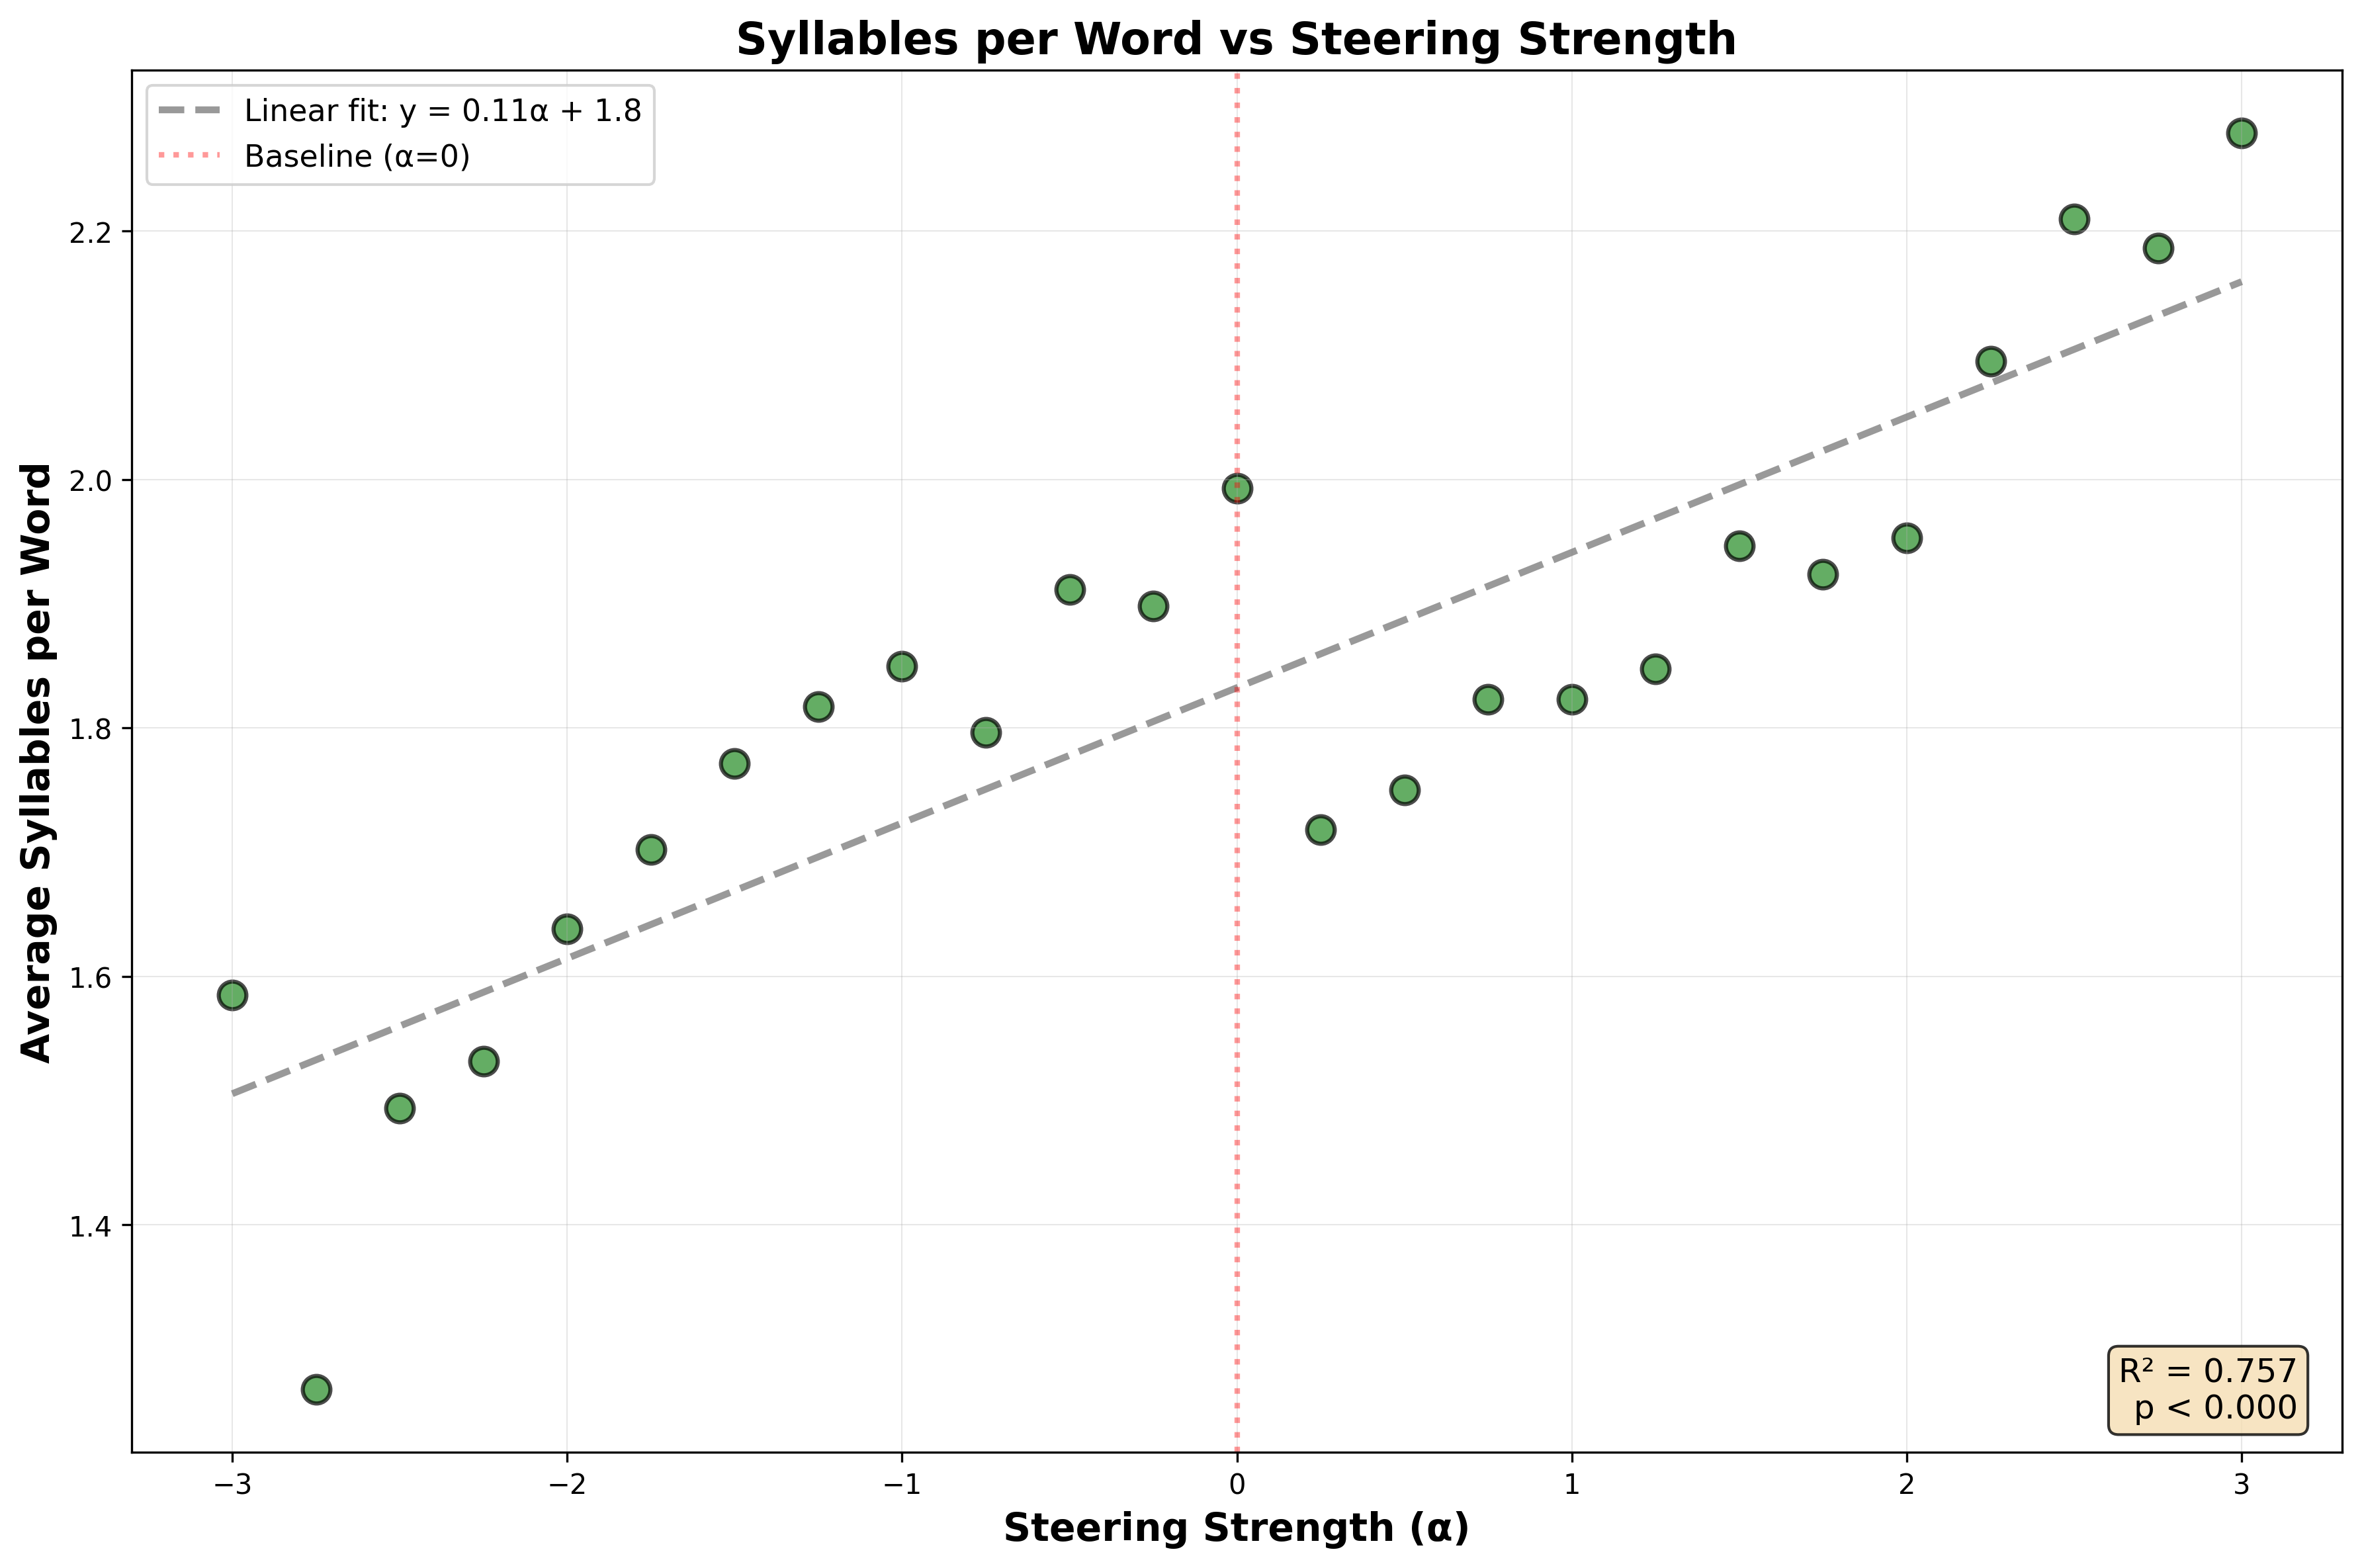 Syllables per Word vs Steering Strength
Linear fit: y = 0.11α + 1.8
Baseline (α=0)
Average Syllables per Word
2.2
2.0
1.8
1.6
1.4
R² = 0.757
p < 0.000
−3
−2
−1
0
1
2
3
Steering Strength (α)